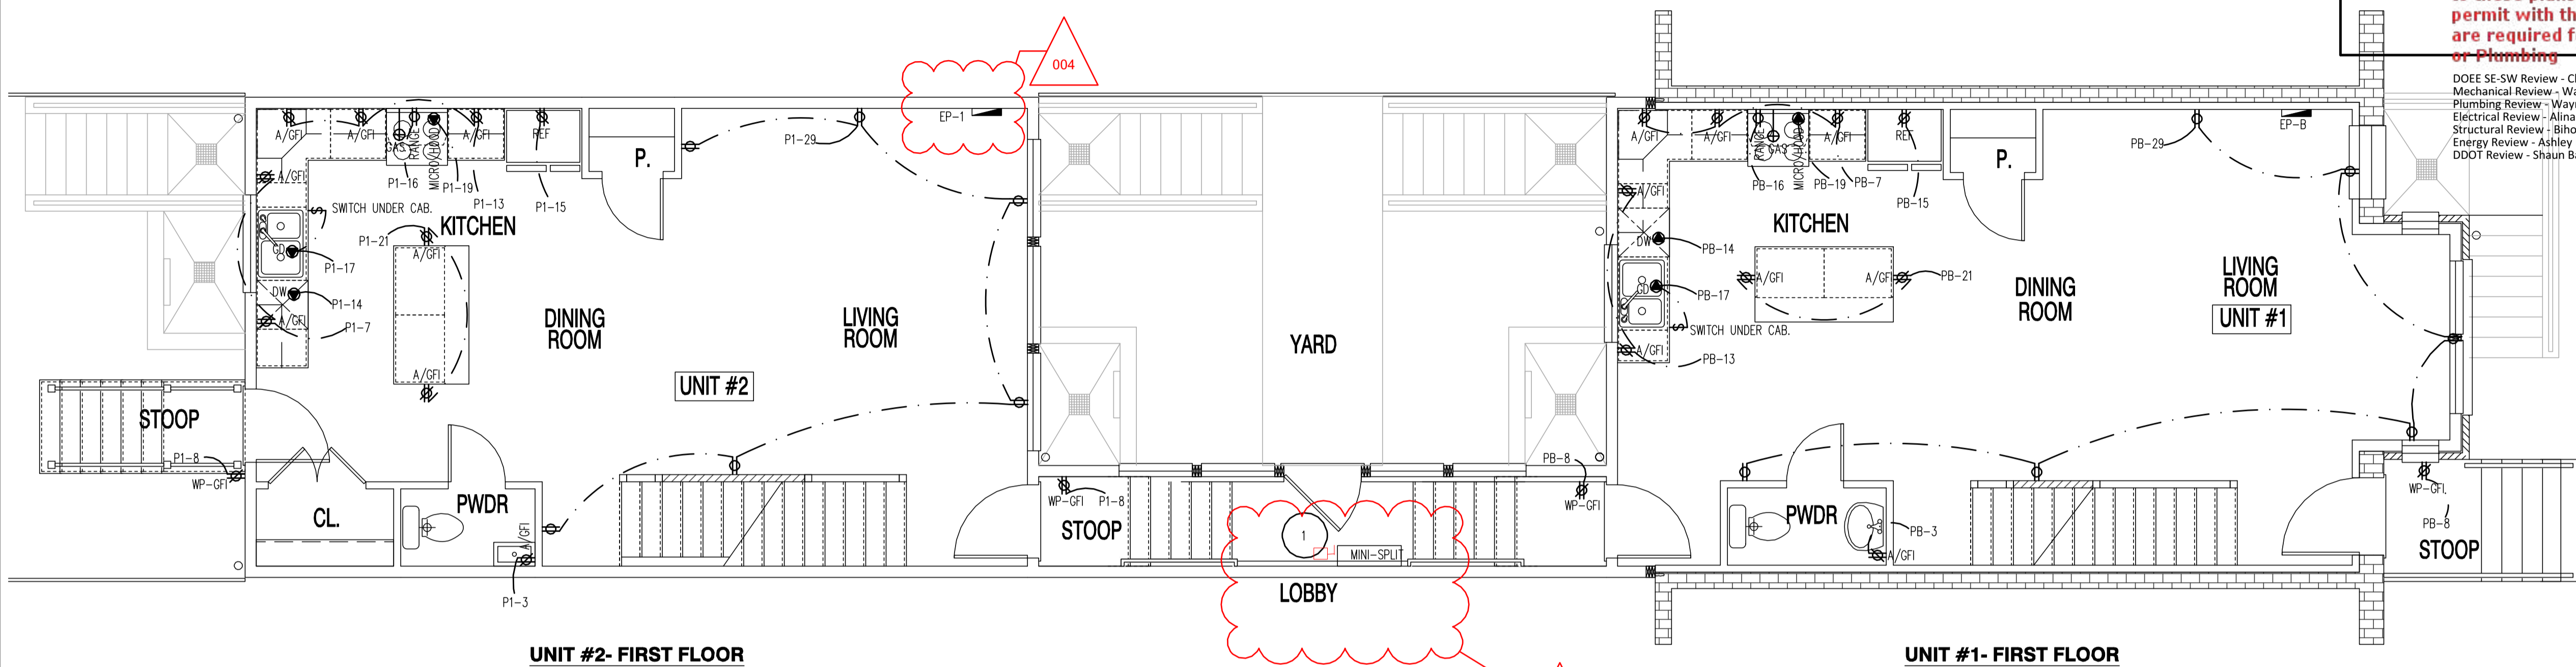 to these plans
permit with th
are required f
or Plumbing
DOEE SE-SW Review - C
Mechanical Review - Wa
Plumbing Review - Way
Electrical Review - Alina
Structural Review - Biho
Energy Review - Ashley
DDOT Review - Shaun Ba
004
EP-1
A/GFI
A/GFI
GAS
RANGE
MICRO/HOOD
A/GFI
REF
P.
P1-29
P1-16
P1-19
P1-13
P1-15
A/GFI
S
SWITCH UNDER CAB.
KITCHEN
P1-21
A/GFI
GD
P1-17
DW
P1-14
A/GFI
P1-7
A/GFI
DINING
ROOM
LIVING
ROOM
UNIT #2
STOOP
P1-8
WP-GFI
CL.
PWDR
A/GFI
P1-3
YARD
WP-GFI
P1-8
STOOP
1
MINI-SPLIT
LOBBY
PB-8
WP-GFI
A/GFI
A/GFI
RANGE
GAS
MICRO/HOOD
A/GFI
REF
P.
PB-29
EP-B
PB-16
PB-19
PB-7
PB-15
A/GFI
KITCHEN
DW
PB-14
GD
PB-17
A/GFI
A/GFI
PB-21
S
SWITCH UNDER CAB.
A/GFI
PB-13
DINING
ROOM
LIVING
ROOM
UNIT #1
PWDR
PB-3
A/GFI
WP-GFI,
PB-8
STOOP
UNIT #2- FIRST FLOOR
UNIT #1- FIRST FLOOR